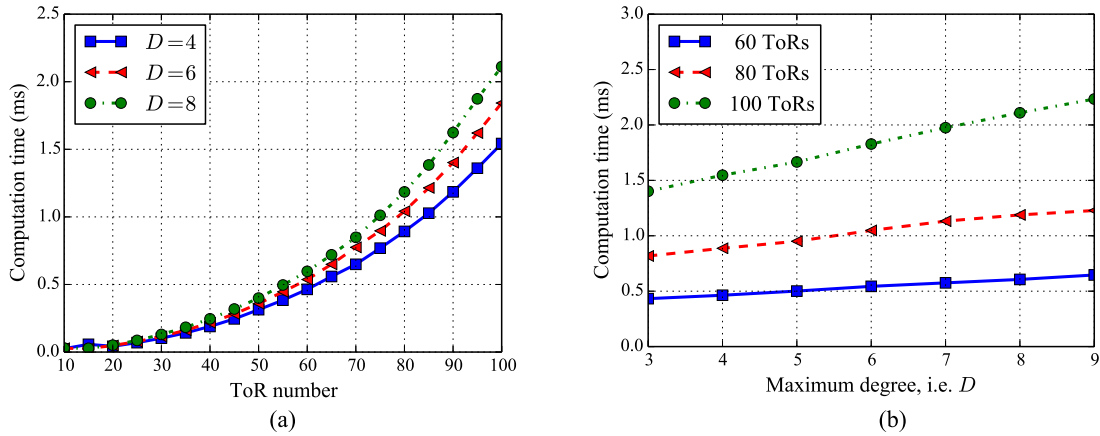 2.5
2.0
1.5
1.0
0.5
0.0
Computation time (ms)
D=4
D=6
D=8
10 20 30 40 50 60 70 80 90 100
ToR number
(a)
3.0
2.5
2.0
1.5
1.0
0.5
0.0
Computation time (ms)
60 ToRs
80 ToRs
100 ToRs
3 4 5 6 7 8 9
Maximum degree, i.e. D
(b)